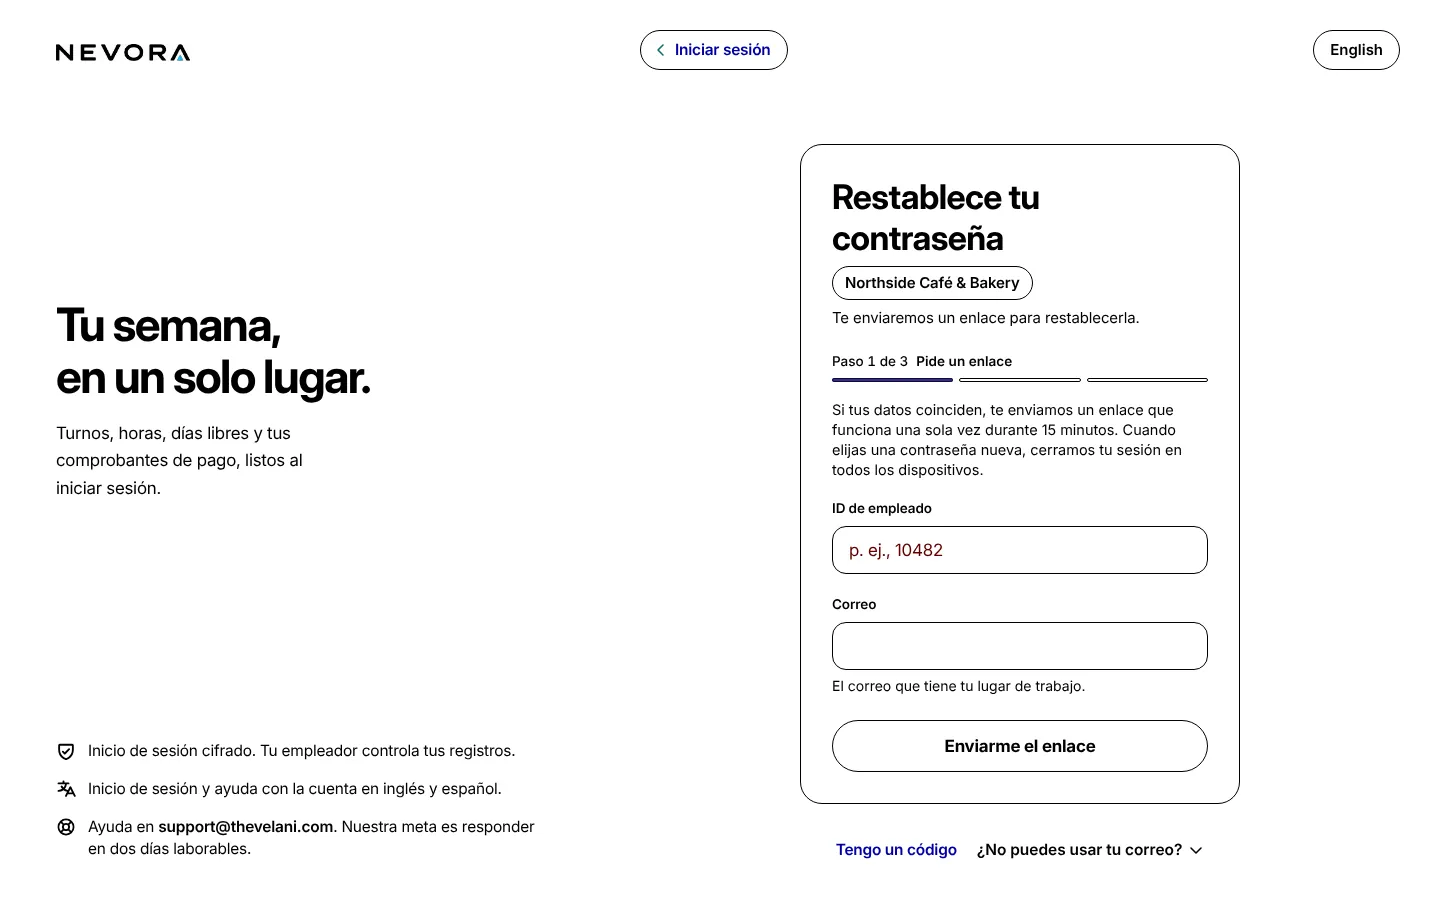 NEVORA
Iniciar sesión
English
Tu semana,
en un solo lugar.
Turnos, horas, días libres y tus
comprobantes de pago, listos al
iniciar sesión.
Inicio de sesión cifrado. Tu empleador controla tus registros.
Inicio de sesión y ayuda con la cuenta en inglés y español.
Ayuda en support@thevelani.com. Nuestra meta es responder
en dos días laborables.
Restablece tu
contraseña
Northside Café & Bakery
Te enviaremos un enlace para restablecerla.
Paso 1 de 3 Pide un enlace
Si tus datos coinciden, te enviamos un enlace que
funciona una sola vez durante 15 minutos. Cuando
elijas una contraseña nueva, cerramos tu sesión en
todos los dispositivos.
ID de empleado
p. ej., 10482
Correo
El correo que tiene tu lugar de trabajo.
Enviarme el enlace
Tengo un código
¿No puedes usar tu correo?